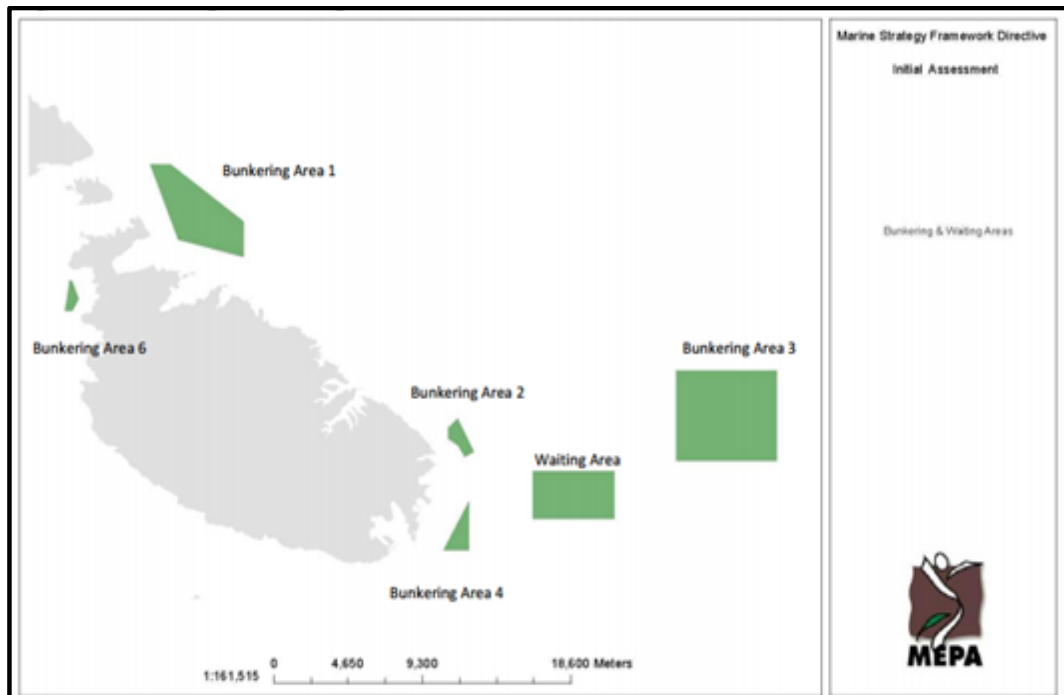 Marine Strategy Framework Directive
Initial Assessment
Bunkering & Waiting Areas
Bunkering Area 1
Bunkering Area 6
Bunkering Area 3
Bunkering Area 2
Waiting Area
Bunkering Area 4
0 4,650 9,300 18,600 Meters
1:161,515
MEPA